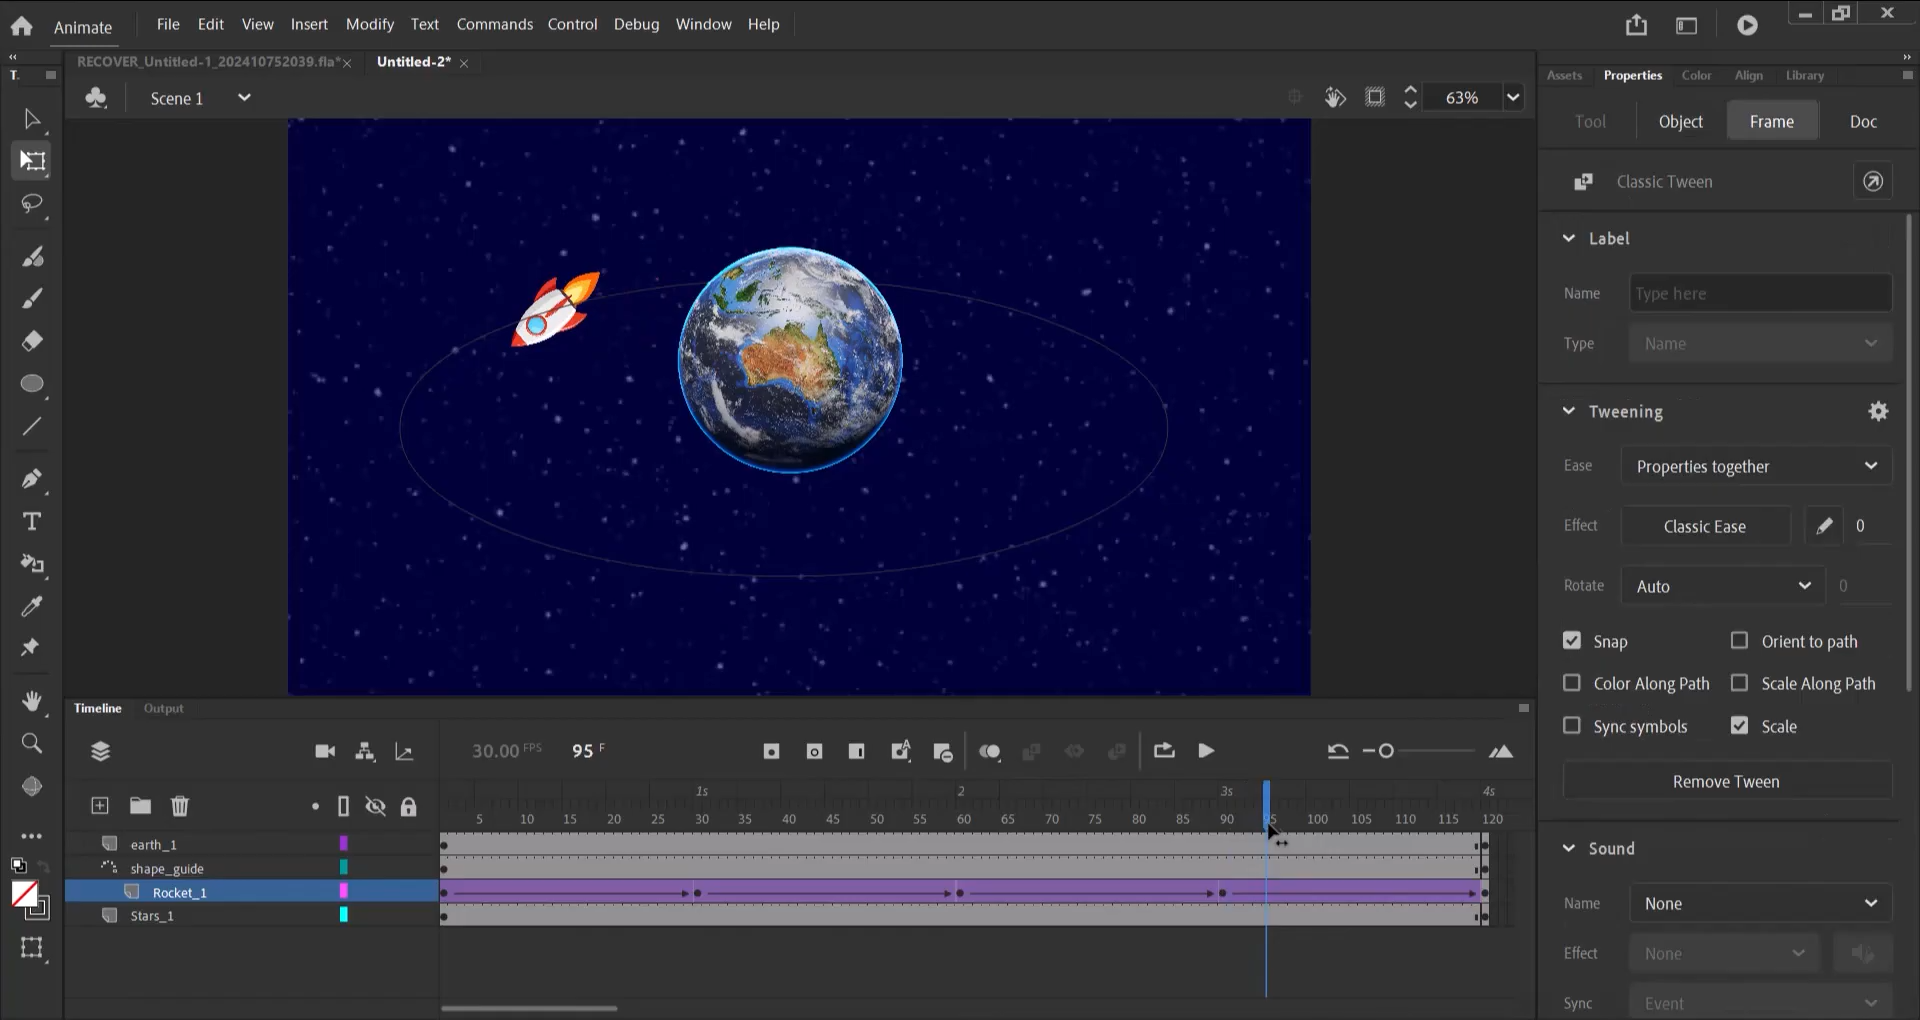 Animate File Edit View Insert Modify Text Commands Control Debug Window Help
RECOVER_Untitled-1_202410752039.fla* Untitled-2*
T.
Assets Properties Color Align Library
Scene 1
63%
Tool Object Frame Doc
Classic Tween
Label
Name Type here
Type Name
Tweening
Ease Properties together
Effect Classic Ease 0
Rotate Auto 0
Snap Orient to path
Color Along Path Scale Along Path
Sync symbols Scale
Remove Tween
Sound
Name None
Effect None
Sync Event
Timeline Output
30.00 FPS 95 F
1s 2 3s 4s
5 10 15 20 25 30 35 40 45 50 55 60 65 70 75 80 85 90 95 100 105 110 115 120
earth_1
shape_guide
Rocket_1
Stars_1